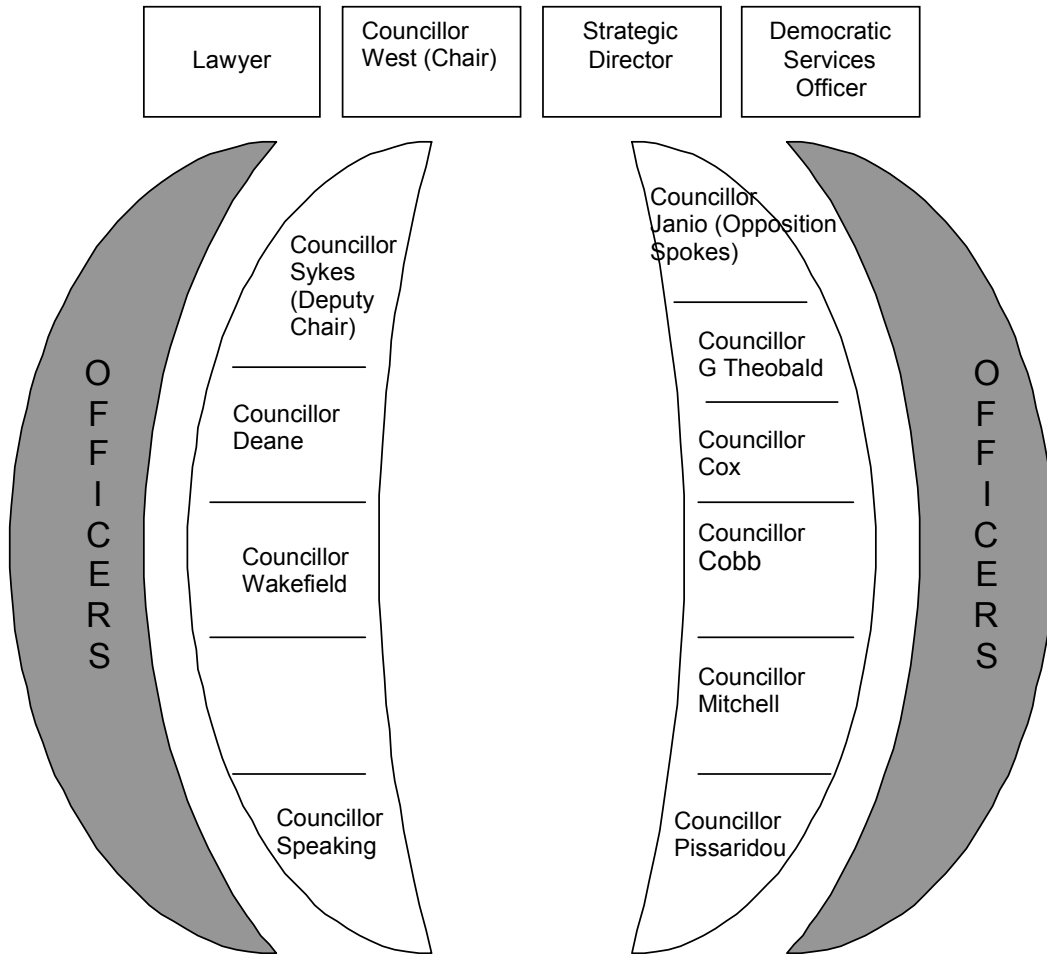 Lawyer
Councillor
West (Chair)
Strategic
Director
Democratic
Services
Officer
O
F
F
I
C
E
R
S
Councillor
Sykes
(Deputy
Chair)
Councillor
Deane
Councillor
Wakefield
Councillor
Speaking
Councillor
Janio (Opposition
Spokes)
Councillor
G Theobald
Councillor
Cox
Councillor
Cobb
Councillor
Mitchell
Councillor
Pissaridou
O
F
F
I
C
E
R
S